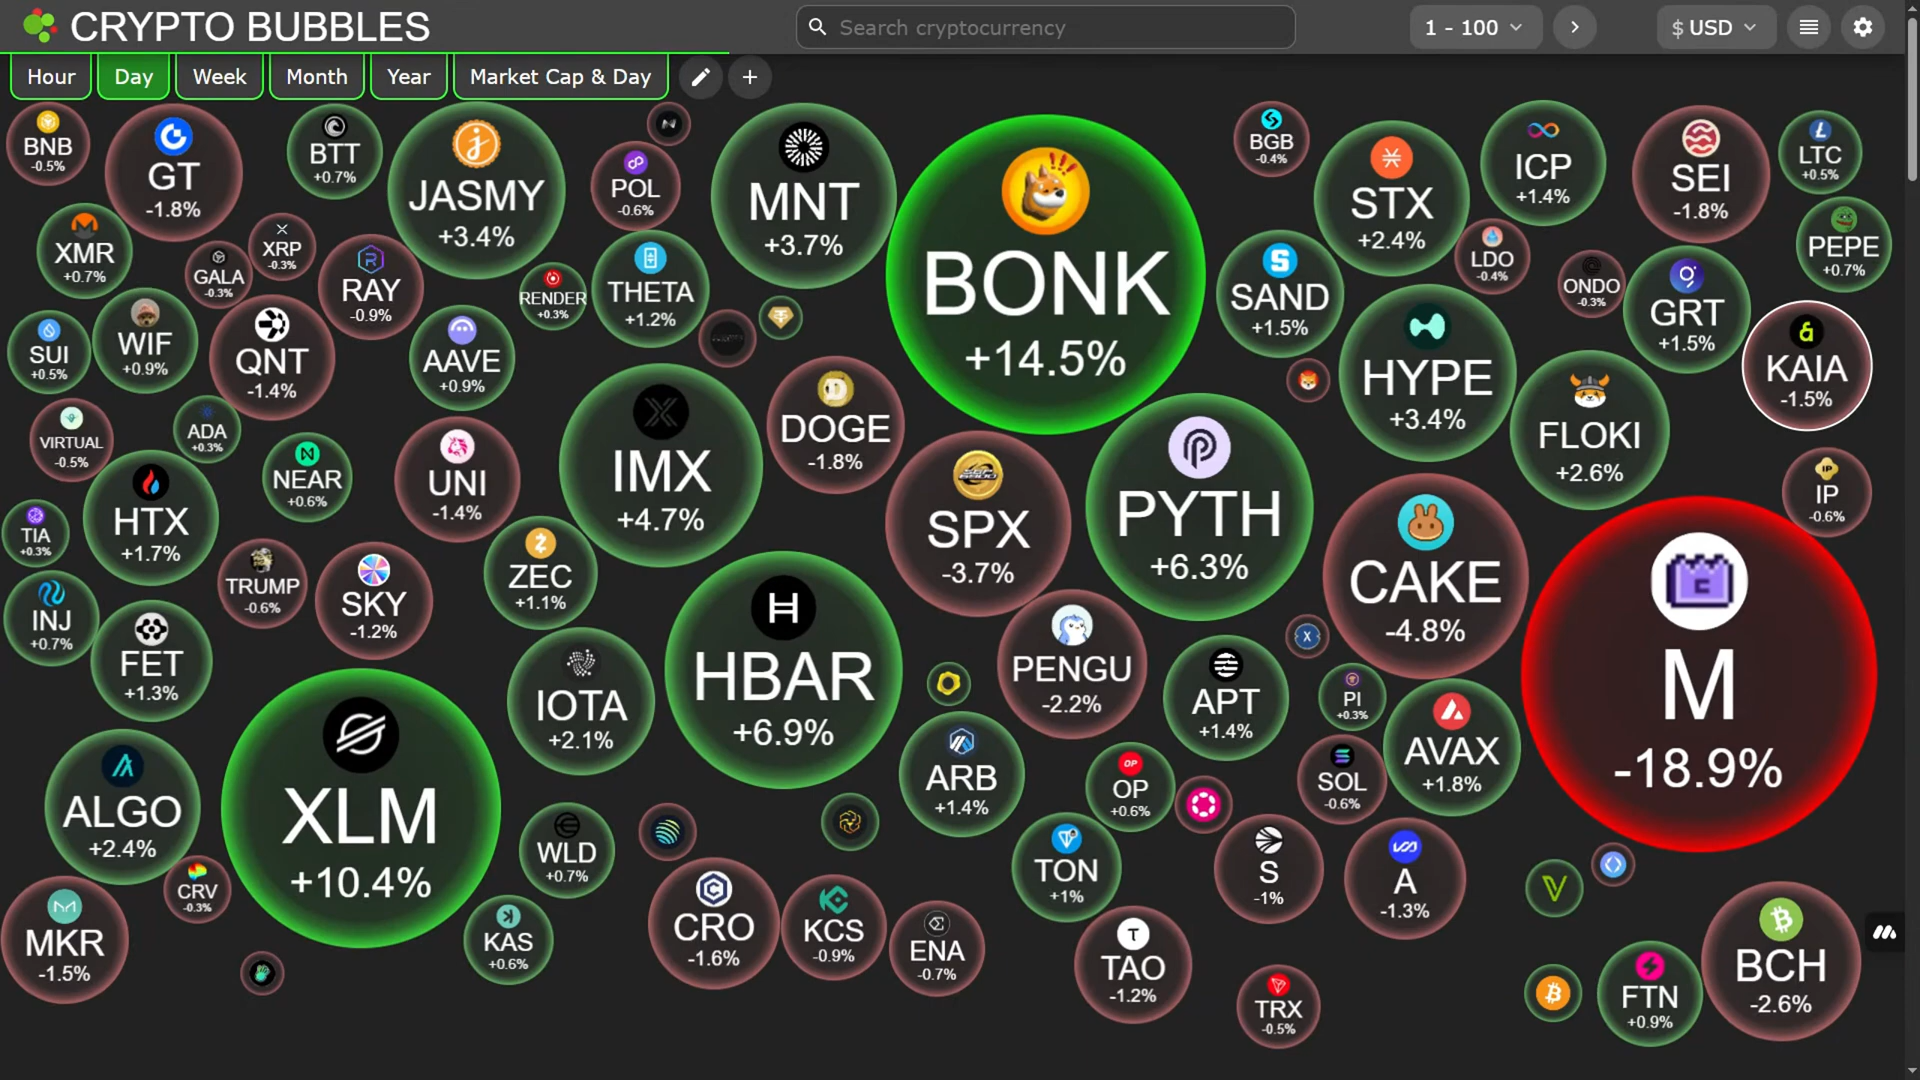 CRYPTO BUBBLES
Search cryptocurrency
1 - 100
$ USD
Hour
Day
Week
Month
Year
Market Cap & Day
BNB
-0.5%
GT
-1.8%
BTT
+0.7%
JASMY
+3.4%
POL
-0.6%
MNT
+3.7%
BONK
+14.5%
BGB
-0.4%
STX
+2.4%
ICP
+1.4%
SEI
-1.8%
LTC
+0.5%
XMR
+0.7%
GALA
-0.3%
XRP
-0.3%
RAY
-0.9%
RENDER
+0.3%
THETA
+1.2%
SAND
+1.5%
LDO
-0.4%
ONDO
-0.3%
GRT
+1.5%
PEPE
+0.7%
SUI
+0.5%
WIF
+0.9%
QNT
-1.4%
AAVE
+0.9%
DOGE
-1.8%
HYPE
+3.4%
FLOKI
+2.6%
KAIA
-1.5%
VIRTUAL
-0.5%
ADA
+0.3%
NEAR
+0.6%
UNI
-1.4%
IMX
+4.7%
SPX
-3.7%
PYTH
+6.3%
IP
IP
-0.6%
TIA
+0.3%
HTX
+1.7%
TRUMP
-0.6%
SKY
-1.2%
ZEC
+1.1%
CAKE
-4.8%
M
-18.9%
INJ
+0.7%
FET
+1.3%
IOTA
+2.1%
HBAR
+6.9%
PENGU
-2.2%
APT
+1.4%
PI
+0.3%
AVAX
+1.8%
ALGO
+2.4%
XLM
+10.4%
WLD
+0.7%
ARB
+1.4%
OP
OP
+0.6%
SOL
-0.6%
MKR
-1.5%
CRV
-0.3%
KAS
+0.6%
CRO
-1.6%
KCS
-0.9%
ENA
-0.7%
TON
+1%
TAO
-1.2%
S
-1%
A
-1.3%
TRX
-0.5%
FTN
+0.9%
BCH
-2.6%